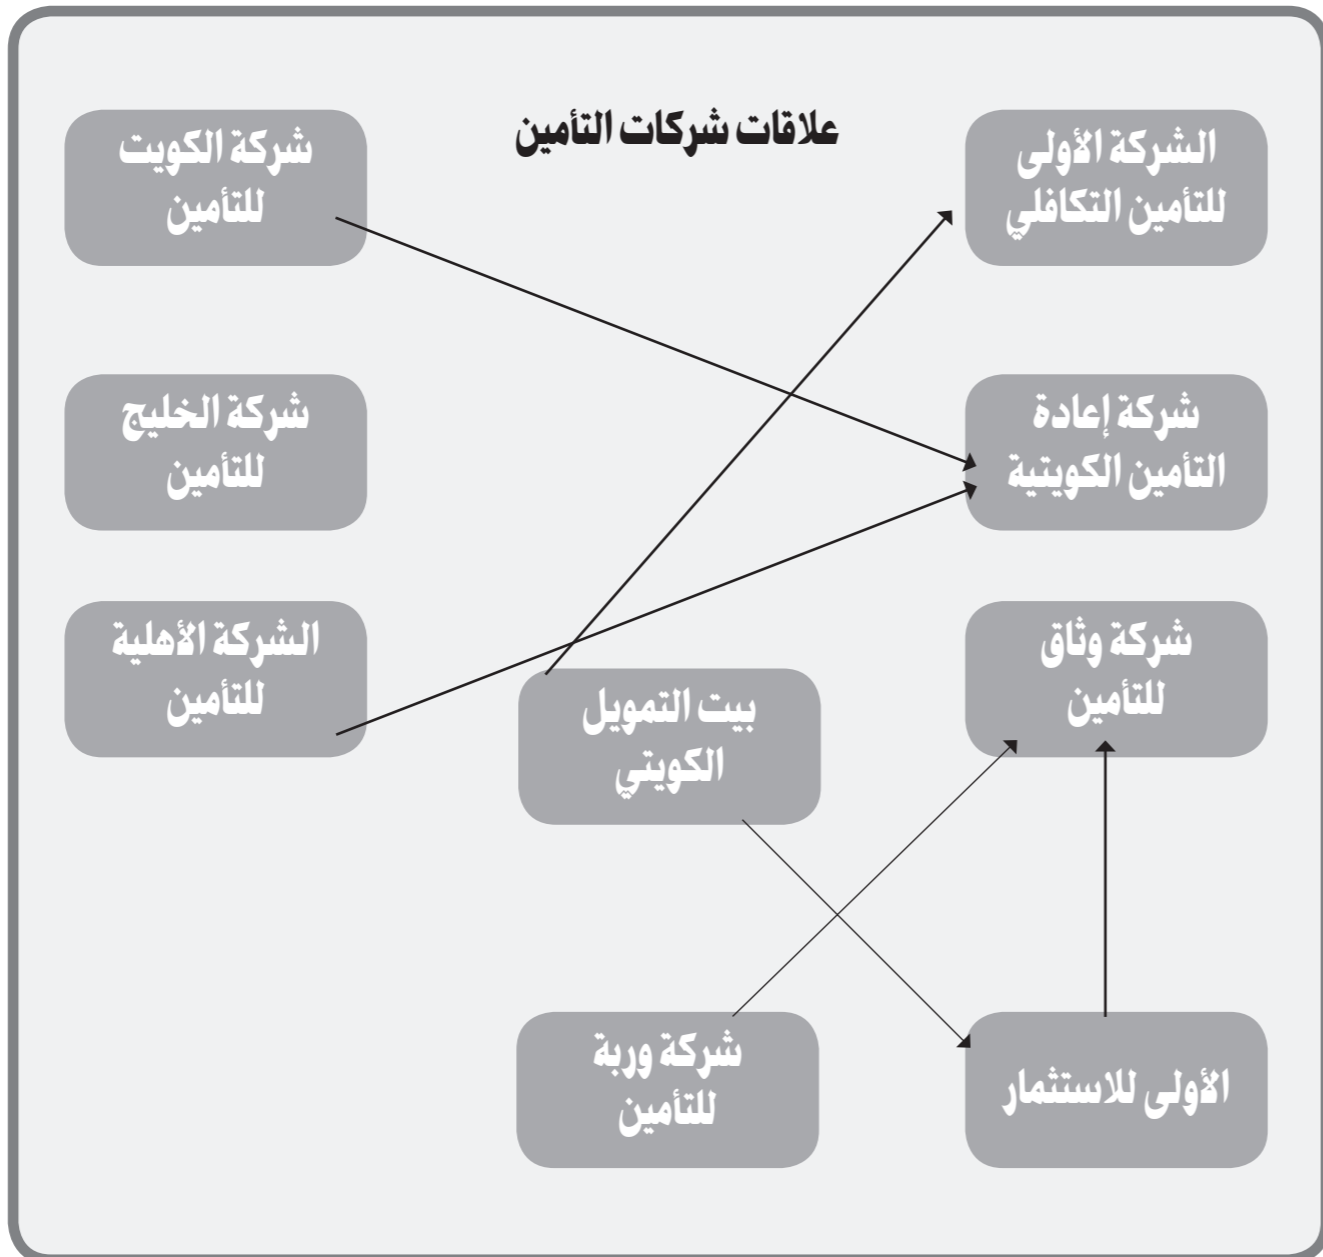 علاقات شركات التأمين
الشركة الأولى
للتأمين التكافلي
شركة الكويت
للتأمين
شركة إعادة
التأمين الكويتية
شركة الخليج
للتأمين
شركة وثاق
للتأمين
بيت التمويل
الكويتي
الشركة الأهلية
للتأمين
الأولى للاستثمار
شركة وربة
للتأمين